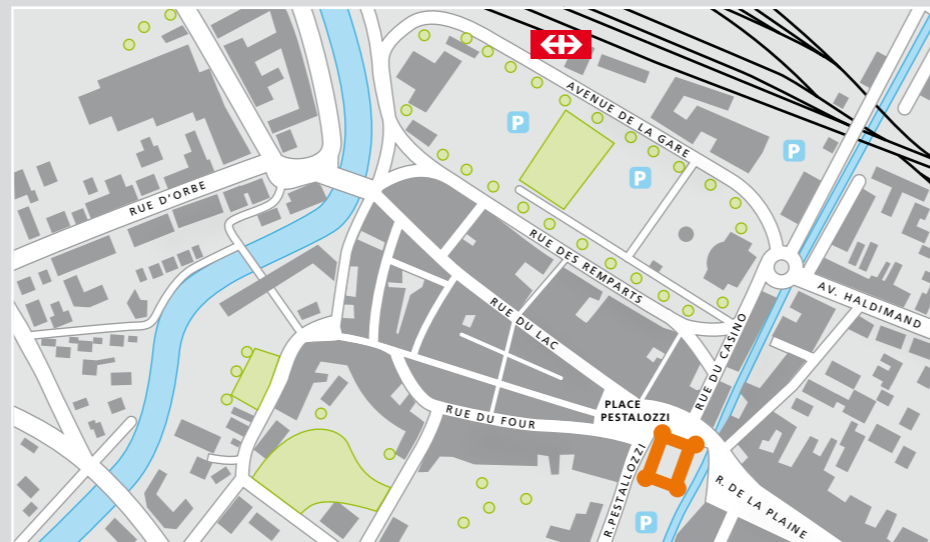 AVENUE DE LA GARE
P
P
P
RUE D'ORBE
RUE DES REMPARTS
AV. HALDIMAND
RUE DU LAC
RUE DU CASINO
PLACE
PESTALOZZI
RUE DU FOUR
R.PESTALLOZZI
R. DE LA PLAINE
P